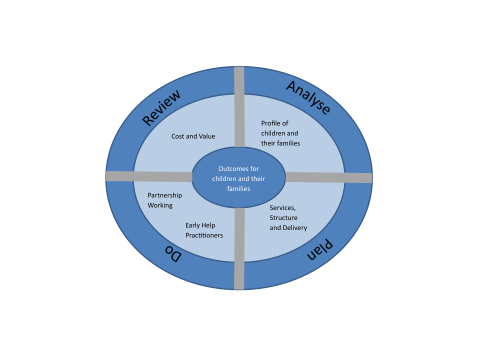 Review
Analyse
Cost and Value
Profile of
children and
their families
Outcomes for
children and their
families
Partnership
Working
Services,
Structure
and Delivery
Early Help
Practitioners
Do
Plan